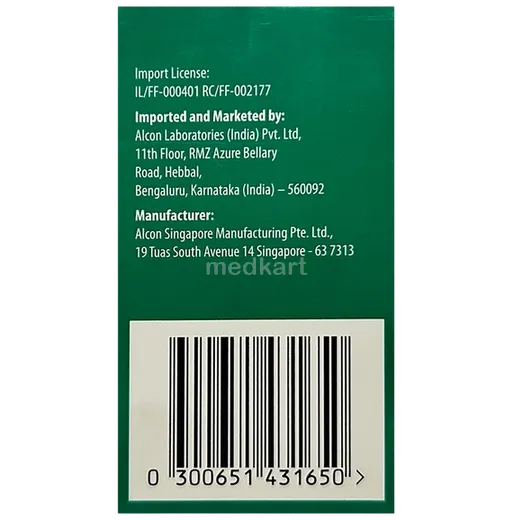 Import License:
IL/FF-000401 RC/FF-002177
Imported and Marketed by:
Alcon Laboratories (India) Pvt. Ltd,
11th Floor, RMZ Azure Bellary
Road, Hebbal,
Bengaluru, Karnataka (India) – 560092
Manufacturer:
Alcon Singapore Manufacturing Pte. Ltd.,
19 Tuas South Avenue 14 Singapore - 63 7313
medkart
0 300651 431650 >